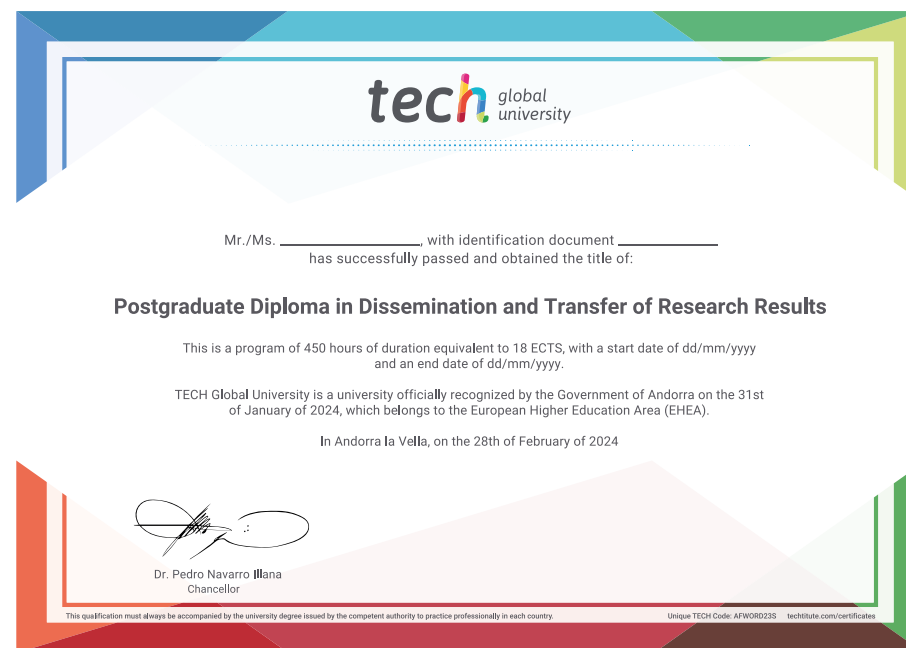 tech global
university
Mr./Ms. ____________________, with identification document ______________
has successfully passed and obtained the title of:
Postgraduate Diploma in Dissemination and Transfer of Research Results
This is a program of 450 hours of duration equivalent to 18 ECTS, with a start date of dd/mm/yyyy
and an end date of dd/mm/yyyy.
TECH Global University is a university officially recognized by the Government of Andorra on the 31st
of January of 2024, which belongs to the European Higher Education Area (EHEA).
In Andorra la Vella, on the 28th of February of 2024
Dr. Pedro Navarro Illana
Chancellor
This qualification must always be accompanied by the university degree issued by the competent authority to practice professionally in each country. Unique TECH Code: AFWORD23S techtitute.com/certificates